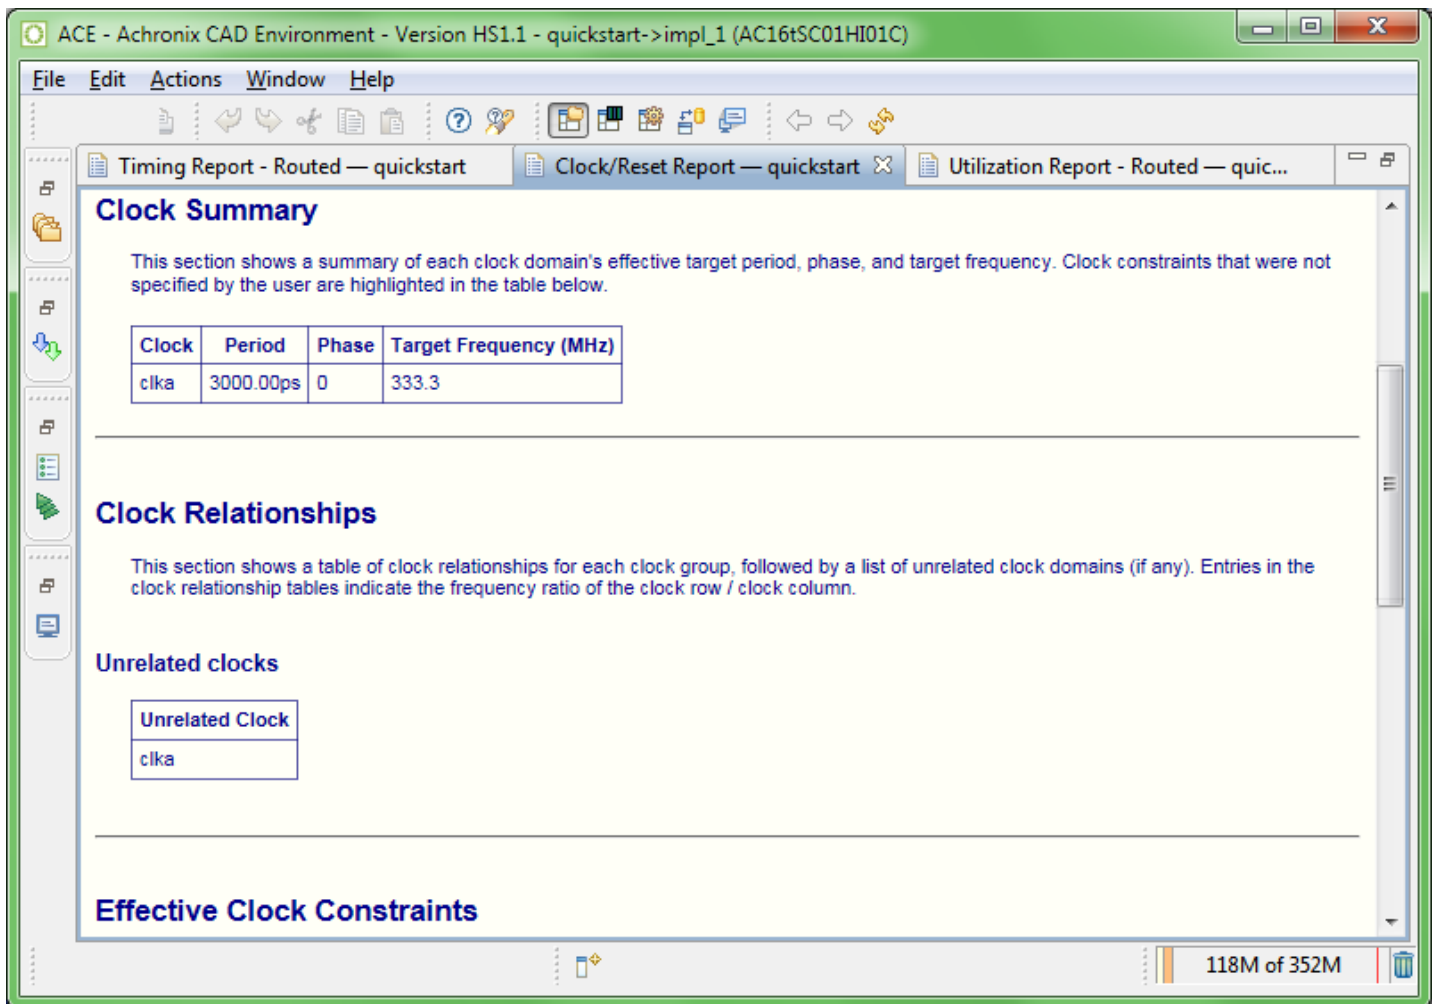 ACE - Achronix CAD Environment - Version HS1.1 - quickstart->impl_1 (AC16tSC01HI01C)
File Edit Actions Window Help
Timing Report - Routed — quickstart
Clock/Reset Report — quickstart
Utilization Report - Routed — quic...
Clock Summary
This section shows a summary of each clock domain's effective target period, phase, and target frequency. Clock constraints that were not
specified by the user are highlighted in the table below.
Clock Period Phase Target Frequency (MHz)
clka 3000.00ps 0 333.3
Clock Relationships
This section shows a table of clock relationships for each clock group, followed by a list of unrelated clock domains (if any). Entries in the
clock relationship tables indicate the frequency ratio of the clock row / clock column.
Unrelated clocks
Unrelated Clock
clka
Effective Clock Constraints
118M of 352M